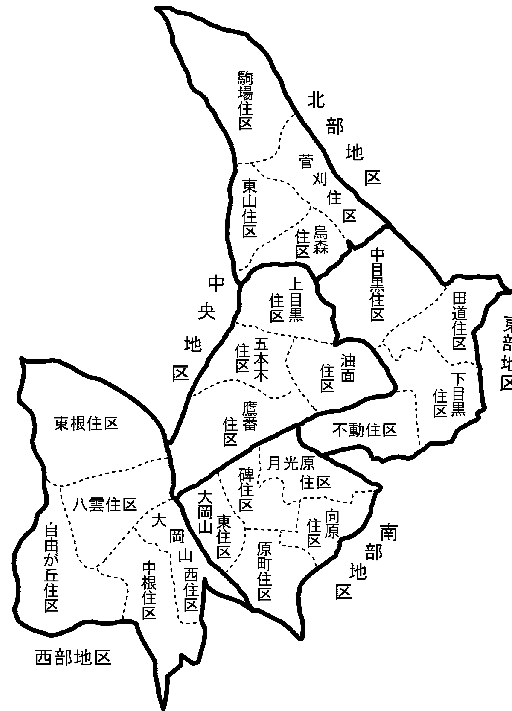 北部地区
駒場住区
菅刈住区
東山住区
烏森住区
中央地区
上目黒住区
五本木住区
油面住区
鷹番住区
東部地区
中目黒住区
田道住区
下目黒住区
不動住区
南部地区
月光原住区
碑住区
向原住区
大岡山東住区
原町住区
西部地区
東根住区
八雲住区
大岡山西住区
自由が丘住区
中根住区